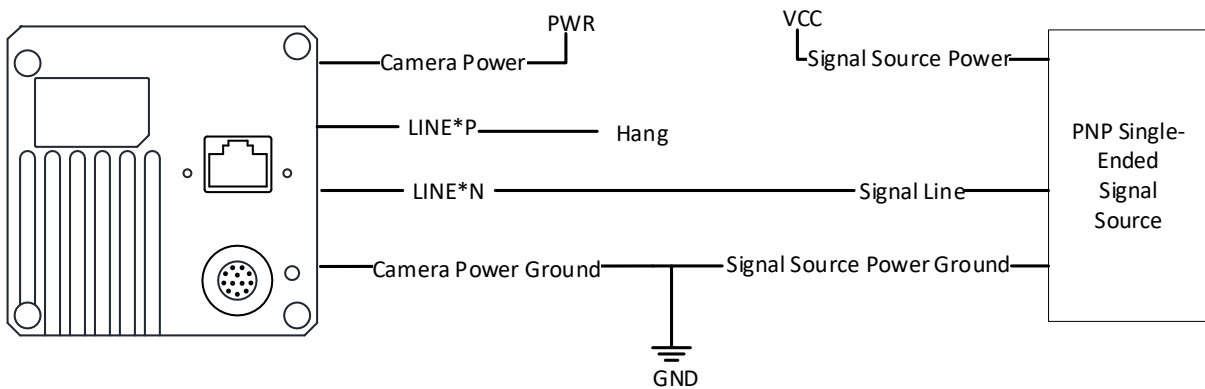 PWR
VCC
Camera Power
Signal Source Power
LINE*P
Hang
PNP Single-
Ended
Signal
Source
LINE*N
Signal Line
Camera Power Ground
Signal Source Power Ground
GND